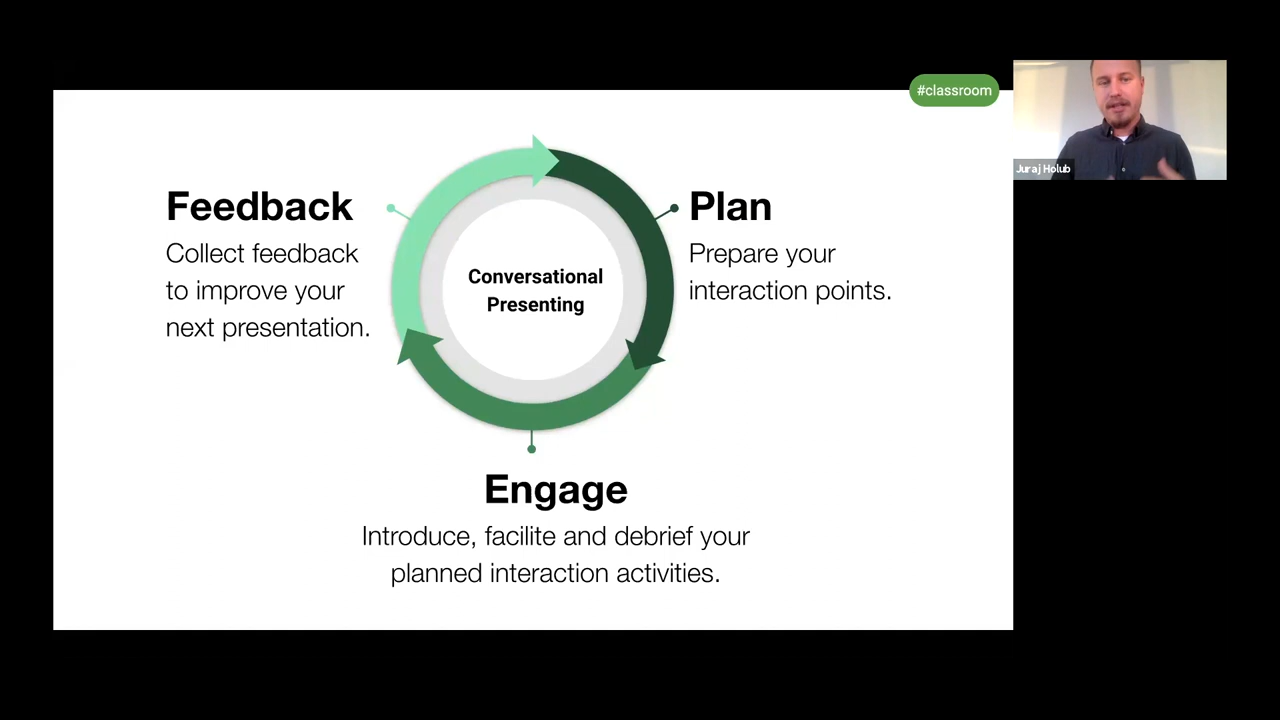 #classroom
Juraj Holub
Feedback
Collect feedback
to improve your
next presentation.
Conversational
Presenting
Plan
Prepare your
interaction points.
Engage
Introduce, facilite and debrief your
planned interaction activities.